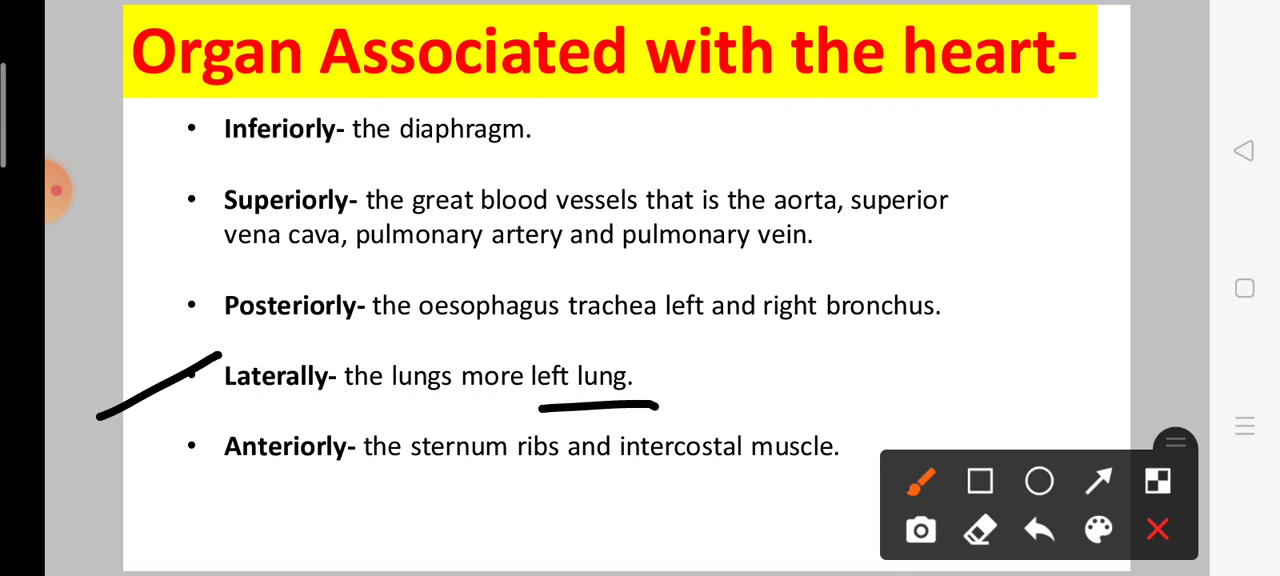 Organ Associated with the heart-
• Inferiorly- the diaphragm.
• Superiorly- the great blood vessels that is the aorta, superior
vena cava, pulmonary artery and pulmonary vein.
• Posteriorly- the oesophagus trachea left and right bronchus.
• Laterally- the lungs more left lung.
• Anteriorly- the sternum ribs and intercostal muscle.